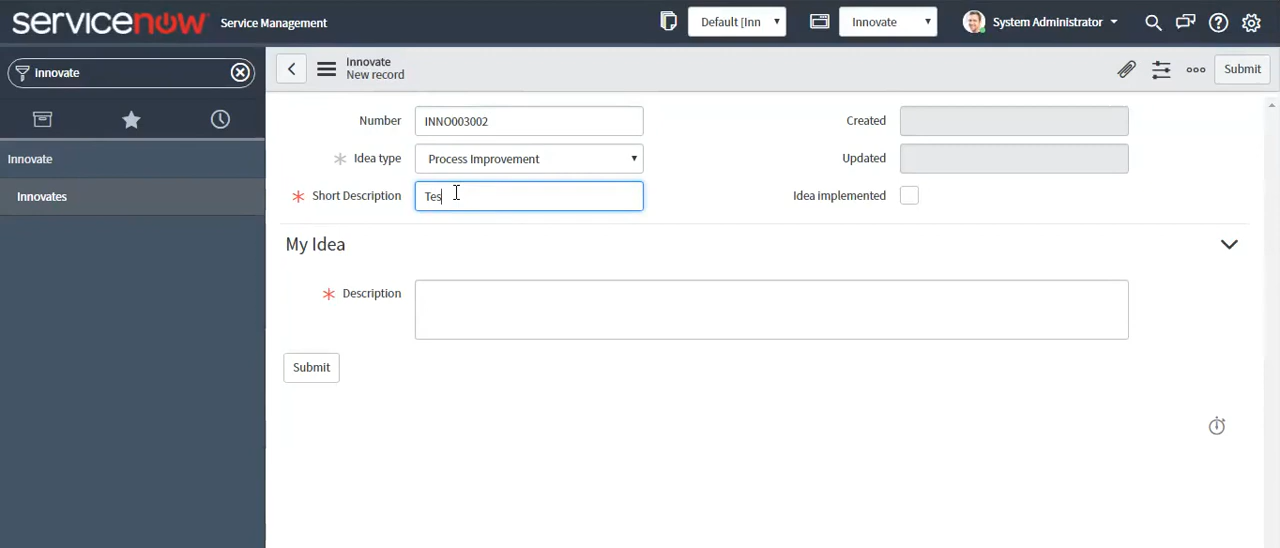 servicenow Service Management Default [Inn Innovate System Administrator
Innovate
Innovate
New record
Submit
Number INNO003002 Created
Innovate
Idea type Process Improvement Updated
Innovates
Short Description Tes Idea implemented
My Idea
Description
Submit